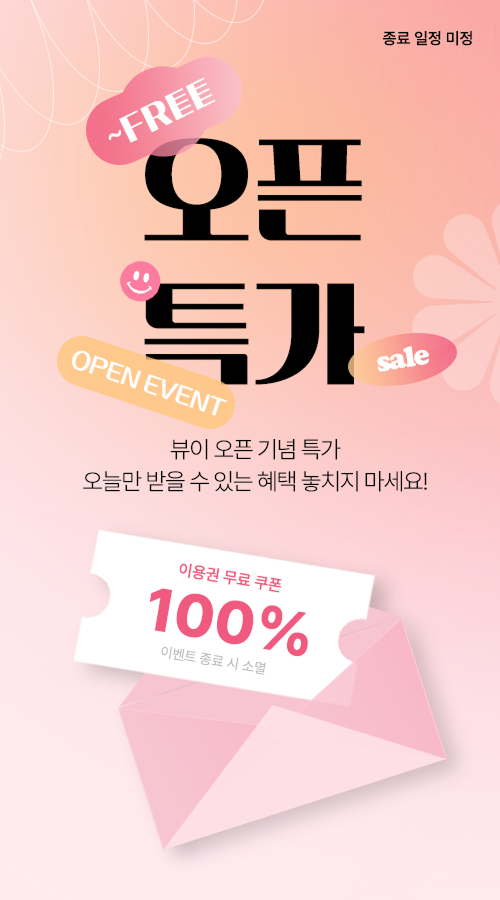 종료 일정 미정
~FREE
오픈
특가
sale
OPEN EVENT
뷰이 오픈 기념 특가
오늘만 받을 수 있는 혜택 놓치지 마세요!
이용권 무료 쿠폰
100%
이벤트 종료 시 소멸